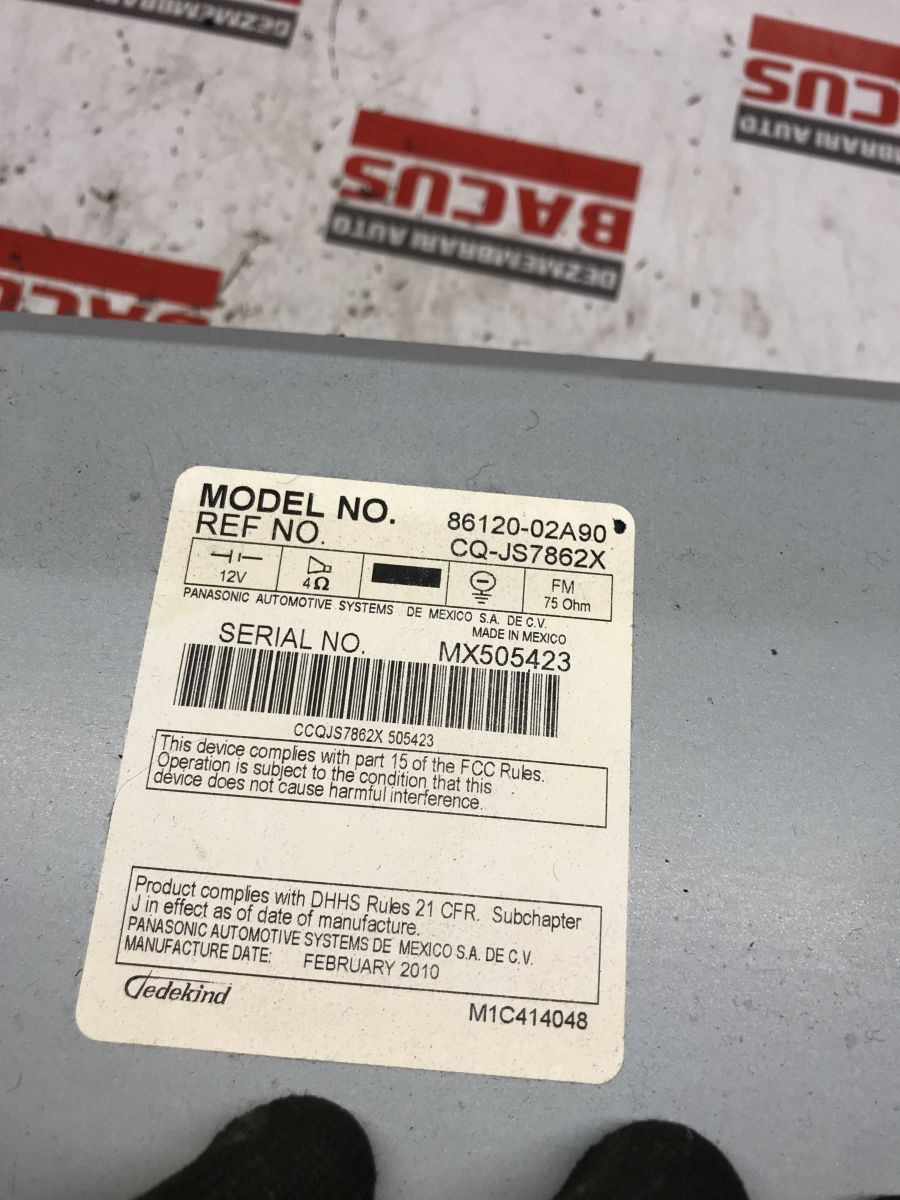 DEZMEMBRARI AUTO
BACUS
DEZMEMBRARI AUTO
BACUS
DEZMEMBRARI AUTO
BACUS
MODEL NO. 86120-02A90
REF NO. CQ-JS7862X
12V
4Ω
FM
75 Ohm
PANASONIC AUTOMOTIVE SYSTEMS DE MEXICO S.A. DE C.V.
MADE IN MEXICO
SERIAL NO. MX505423
CCQJS7862X 505423
This device complies with part 15 of the FCC Rules.
Operation is subject to the condition that this
device does not cause harmful interference.
Product complies with DHHS Rules 21 CFR. Subchapter
J in effect as of date of manufacture.
PANASONIC AUTOMOTIVE SYSTEMS DE MEXICO S.A. DE C.V.
MANUFACTURE DATE: FEBRUARY 2010
Gedekind
M1C414048